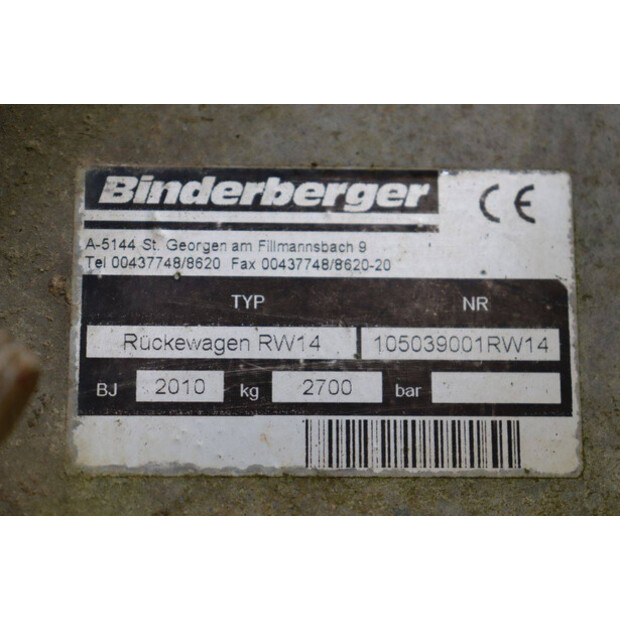 Binderberger CE
A-5144 St. Georgen am Fillmannsbach 9
Tel 00437748/8620 Fax 00437748/8620-20
TYP NR
Rückewagen RW14 105039001RW14
BJ 2010 kg 2700 bar